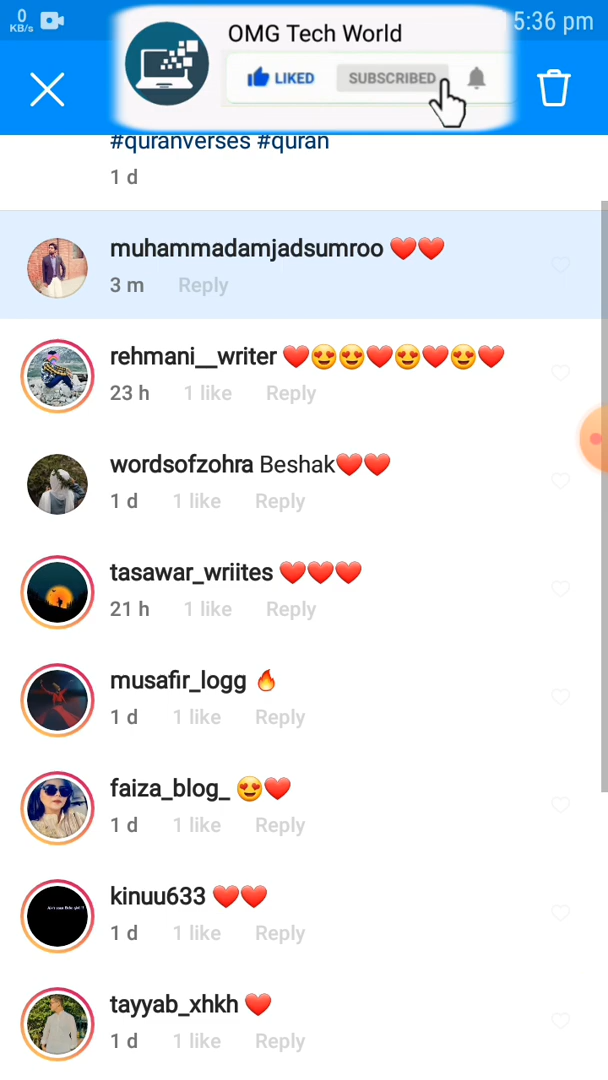 0
KB/s
5:36 pm
OMG Tech World
LIKED
SUBSCRIBED
#quranverses #quran
1 d
muhammadamjadsumroo ❤️❤️
3 m Reply
rehmani__writer ❤️😍😍❤️😍❤️😍❤️
23 h 1 like Reply
wordsofzohra Beshak❤️❤️
1 d 1 like Reply
tasawar_wriites ❤️❤️❤️
21 h 1 like Reply
musafir_logg 🔥
1 d 1 like Reply
faiza_blog_ 😍❤️
1 d 1 like Reply
kinuu633 ❤️❤️
1 d 1 like Reply
tayyab_xhkh ❤️
1 d 1 like Reply